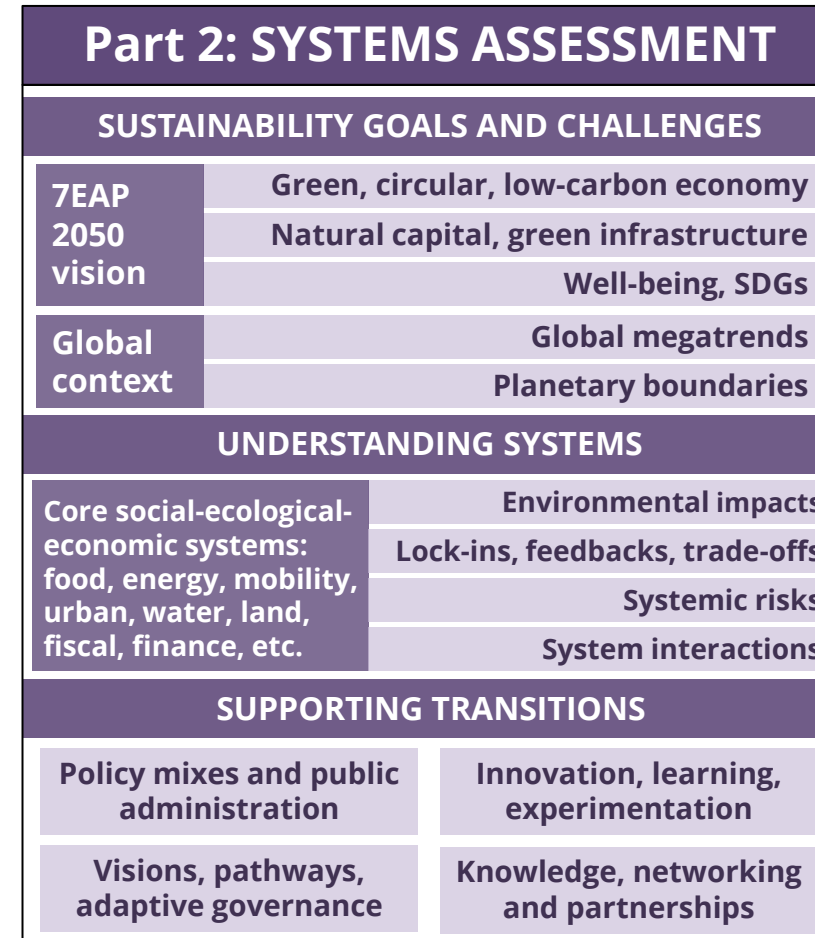 Part 2: SYSTEMS ASSESSMENT
SUSTAINABILITY GOALS AND CHALLENGES
7EAP
2050
vision
Green, circular, low-carbon economy
Natural capital, green infrastructure
Well-being, SDGs
Global
context
Global megatrends
Planetary boundaries
UNDERSTANDING SYSTEMS
Core social-ecological-
economic systems:
food, energy, mobility,
urban, water, land,
fiscal, finance, etc.
Environmental impacts
Lock-ins, feedbacks, trade-offs
Systemic risks
System interactions
SUPPORTING TRANSITIONS
Policy mixes and public
administration
Innovation, learning,
experimentation
Visions, pathways,
adaptive governance
Knowledge, networking
and partnerships